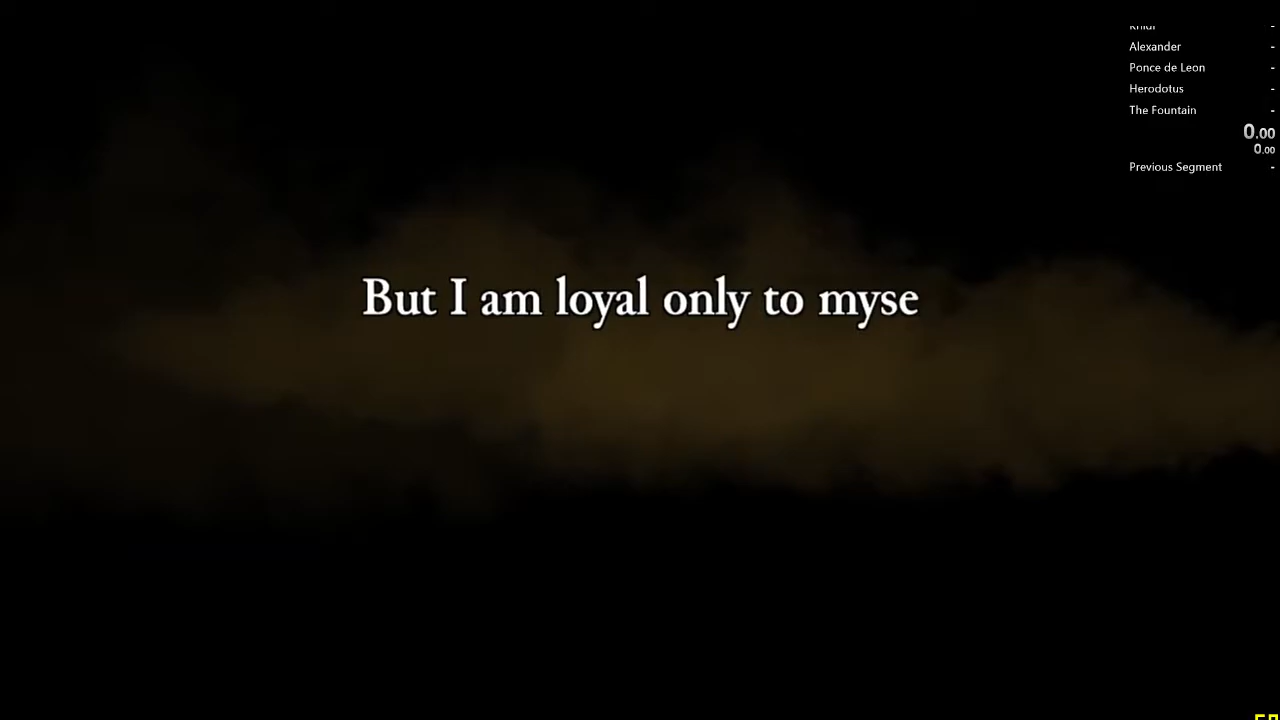 Alexander -
Ponce de Leon -
Herodotus -
The Fountain -
0.00
0.00
Previous Segment -
But I am loyal only to myse